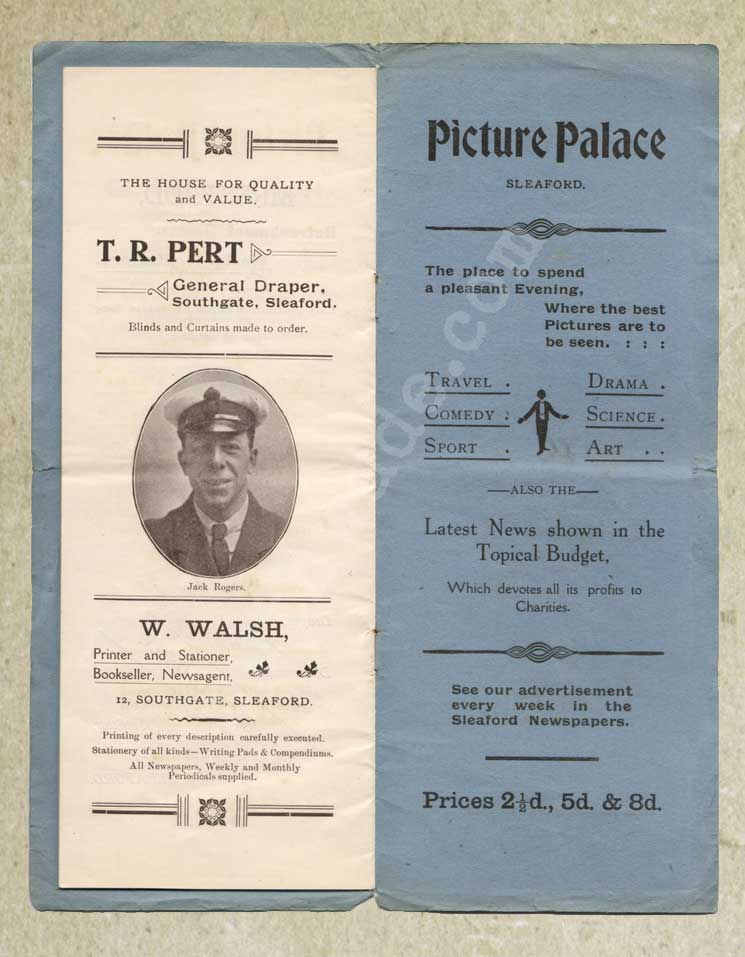 THE HOUSE FOR QUALITY
and VALUE.
T. R. PERT
General Draper,
Southgate, Sleaford.
Blinds and Curtains made to order.
Jack Rogers.
W. WALSH,
Printer and Stationer,
Bookseller, Newsagent,
12, SOUTHGATE, SLEAFORD.
Printing of every description carefully executed.
Stationery of all kinds—Writing Pads & Compendiums.
All Newspapers, Weekly and Monthly
Periodicals supplied.
Picture Palace
SLEAFORD.
The place to spend
a pleasant Evening,
Where the best
Pictures are to
be seen. : : :
TRAVEL . DRAMA .
COMEDY : SCIENCE.
SPORT . ART . .
—ALSO THE—
Latest News shown in the
Topical Budget,
Which devotes all its profits to
Charities.
See our advertisement
every week in the
Sleaford Newspapers.
Prices 2½d., 5d. & 8d.